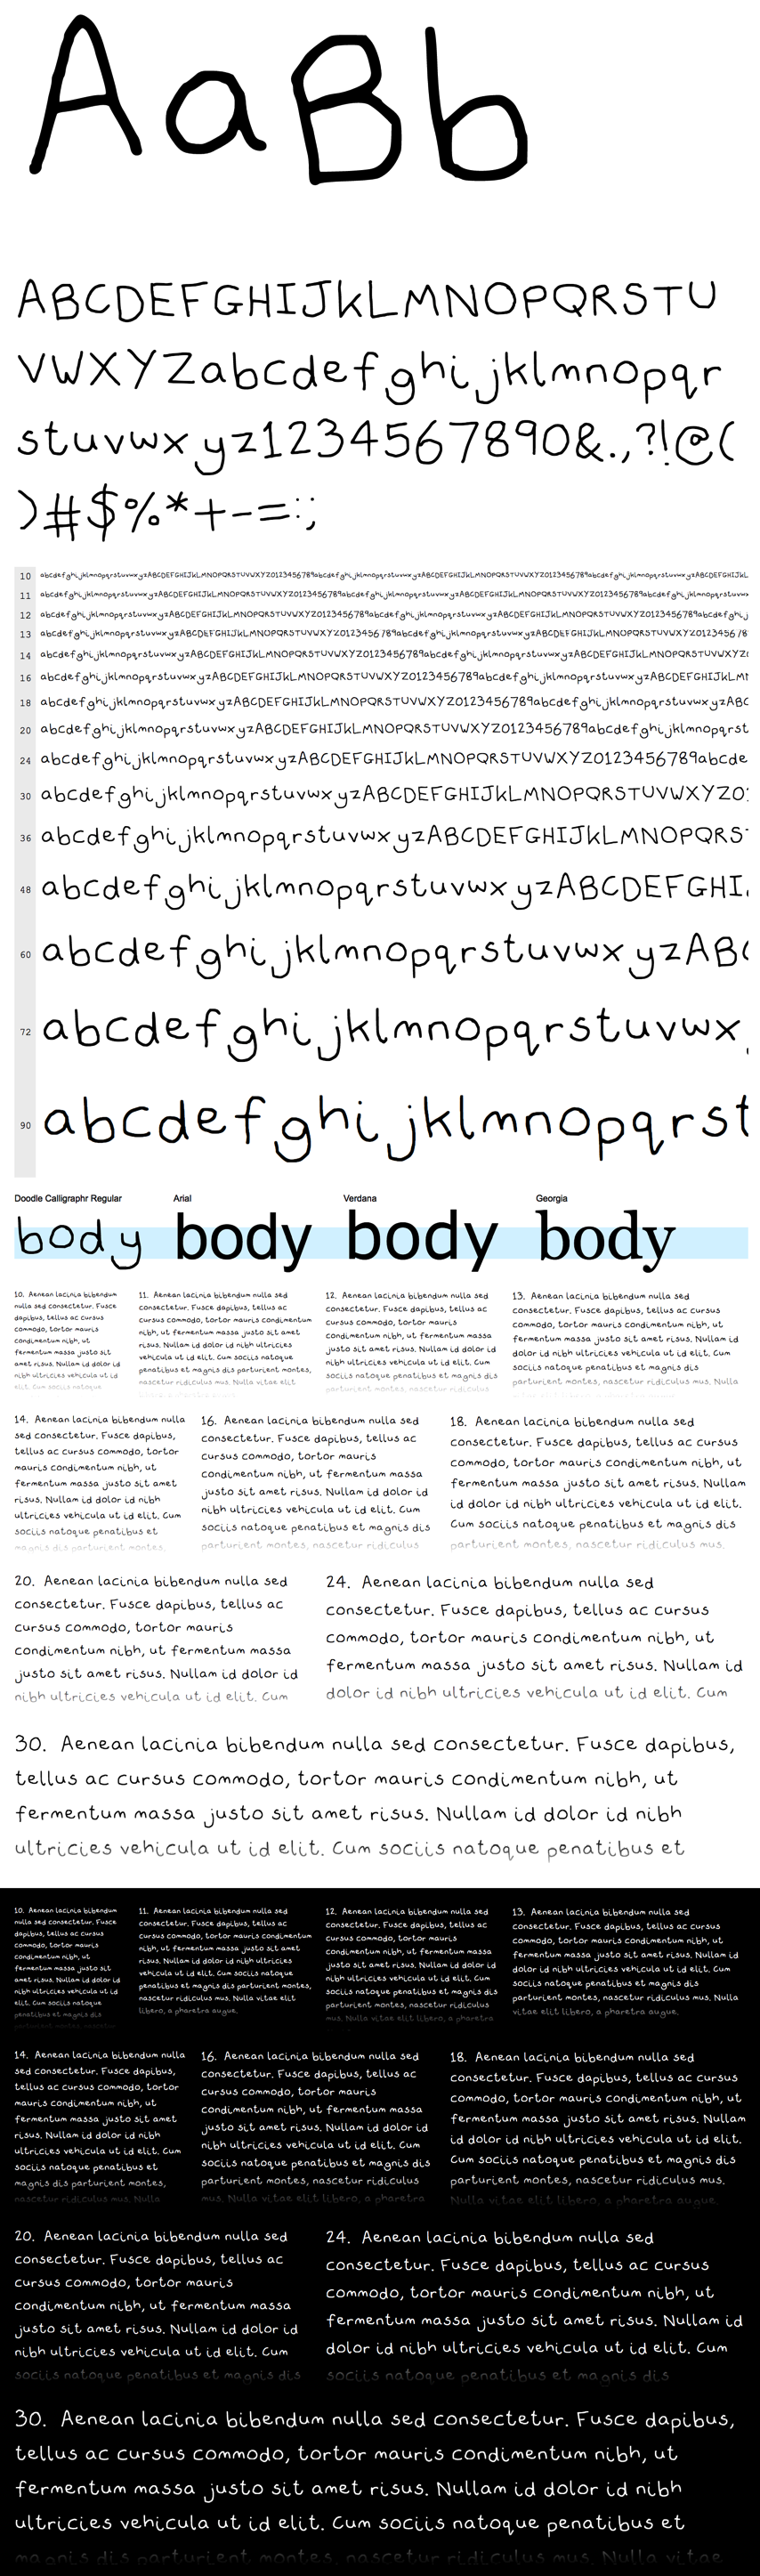 AaBb
ABCDEFGHIJKLMNOPQRSTU
VWXYZabcdefghijklmnopqr
stuvwxyz1234567890&.,?!@(
)#$%*+-=:;
10 abcdefghijklmnopqrstuvwxyzABCDEFGHIJKLMNOPQRSTUVWXYZ0123456789abcdefghijklmnopqrstuvwxyzABCDEFGHIJKLMNOPQRSTUVWXYZ0123456789abcdefghijklmnopqrstuvwxyzABCDEFGHIJKL
11 abcdefghijklmnopqrstuvwxyzABCDEFGHIJKLMNOPQRSTUVWXYZ0123456789abcdefghijklmnopqrstuvwxyzABCDEFGHIJKLMNOPQRSTUVWXYZ0123456789abcdefghijklmnopqrstuvwx
12 abcdefghijklmnopqrstuvwxyzABCDEFGHIJKLMNOPQRSTUVWXYZ0123456789abcdefghijklmnopqrstuvwxyzABCDEFGHIJKLMNOPQRSTUVWXYZ0123456789abcdefghij
13 abcdefghijklmnopqrstuvwxyzABCDEFGHIJKLMNOPQRSTUVWXYZ0123456789abcdefghijklmnopqrstuvwxyzABCDEFGHIJKLMNOPQRSTUVWXYZ012345678
14 abcdefghijklmnopqrstuvwxyzABCDEFGHIJKLMNOPQRSTUVWXYZ0123456789abcdefghijklmnopqrstuvwxyzABCDEFGHIJKLMNOPQRSTUVWXYZ
16 abcdefghijklmnopqrstuvwxyzABCDEFGHIJKLMNOPQRSTUVWXYZ0123456789abcdefghijklmnopqrstuvwxyzABCDEFGHIJKLM
18 abcdefghijklmnopqrstuvwxyzABCDEFGHIJKLMNOPQRSTUVWXYZ0123456789abcdefghijklmnopqrstuvwxyzABC
20 abcdefghijklmnopqrstuvwxyzABCDEFGHIJKLMNOPQRSTUVWXYZ0123456789abcdefghijklmnopqrst
24 abcdefghijklmnopqrstuvwxyzABCDEFGHIJKLMNOPQRSTUVWXYZ0123456789abcde
30 abcdefghijklmnopqrstuvwxyzABCDEFGHIJKLMNOPQRSTUVWXYZ0
36 abcdefghijklmnopqrstuvwxyzABCDEFGHIJKLMNOPQRS
48 abcdefghijklmnopqrstuvwxyzABCDEFGHI
60 abcdefghijklmnopqrstuvwxyzAB
72 abcdefghijklmnopqrstuvwx
90 abcdefghijklmnopqrst
Doodle Calligraphr Regular Arial Verdana Georgia
body body body body
10. Aenean lacinia bibendum
nulla sed consectetur. Fusce
dapibus, tellus ac cursus
commodo, tortor mauris
condimentum nibh, ut
fermentum massa justo sit
amet risus. Nullam id dolor id
nibh ultricies vehicula ut id
elit. Cum sociis natoque
11. Aenean lacinia bibendum nulla sed
consectetur. Fusce dapibus, tellus ac
cursus commodo, tortor mauris condimentum
nibh, ut fermentum massa justo sit amet
risus. Nullam id dolor id nibh ultricies
vehicula ut id elit. Cum sociis natoque
penatibus et magnis dis parturient montes,
nascetur ridiculus mus. Nulla vitae elit
12. Aenean lacinia bibendum nulla sed
consectetur. Fusce dapibus, tellus ac
cursus commodo, tortor mauris
condimentum nibh, ut fermentum massa
justo sit amet risus. Nullam id dolor id
nibh ultricies vehicula ut id elit. Cum
sociis natoque penatibus et magnis dis
parturient montes, nascetur ridiculus
13. Aenean lacinia bibendum nulla sed
consectetur. Fusce dapibus, tellus ac cursus
commodo, tortor mauris condimentum nibh, ut
fermentum massa justo sit amet risus. Nullam id
dolor id nibh ultricies vehicula ut id elit. Cum
sociis natoque penatibus et magnis dis
parturient montes, nascetur ridiculus mus. Nulla
14. Aenean lacinia bibendum nulla
sed consectetur. Fusce dapibus,
tellus ac cursus commodo, tortor
mauris condimentum nibh, ut
fermentum massa justo sit amet
risus. Nullam id dolor id nibh
ultricies vehicula ut id elit. Cum
sociis natoque penatibus et
magnis dis parturient montes,
16. Aenean lacinia bibendum nulla sed
consectetur. Fusce dapibus, tellus ac
cursus commodo, tortor mauris
condimentum nibh, ut fermentum massa
justo sit amet risus. Nullam id dolor id
nibh ultricies vehicula ut id elit. Cum
sociis natoque penatibus et magnis dis
parturient montes, nascetur ridiculus
18. Aenean lacinia bibendum nulla sed
consectetur. Fusce dapibus, tellus ac cursus
commodo, tortor mauris condimentum nibh, ut
fermentum massa justo sit amet risus. Nullam
id dolor id nibh ultricies vehicula ut id elit.
Cum sociis natoque penatibus et magnis dis
parturient montes, nascetur ridiculus mus.
20. Aenean lacinia bibendum nulla sed
consectetur. Fusce dapibus, tellus ac
cursus commodo, tortor mauris
condimentum nibh, ut fermentum massa
justo sit amet risus. Nullam id dolor id
nibh ultricies vehicula ut id elit. Cum
24. Aenean lacinia bibendum nulla sed
consectetur. Fusce dapibus, tellus ac cursus
commodo, tortor mauris condimentum nibh, ut
fermentum massa justo sit amet risus. Nullam id
dolor id nibh ultricies vehicula ut id elit. Cum
30. Aenean lacinia bibendum nulla sed consectetur. Fusce dapibus,
tellus ac cursus commodo, tortor mauris condimentum nibh, ut
fermentum massa justo sit amet risus. Nullam id dolor id nibh
ultricies vehicula ut id elit. Cum sociis natoque penatibus et
10. Aenean lacinia bibendum
nulla sed consectetur. Fusce
dapibus, tellus ac cursus
commodo, tortor mauris
condimentum nibh, ut
fermentum massa justo sit
amet risus. Nullam id dolor id
nibh ultricies vehicula ut id
elit. Cum sociis natoque
penatibus et magnis dis
parturient montes, nascetur
11. Aenean lacinia bibendum nulla sed
consectetur. Fusce dapibus, tellus ac
cursus commodo, tortor mauris condimentum
nibh, ut fermentum massa justo sit amet
risus. Nullam id dolor id nibh ultricies
vehicula ut id elit. Cum sociis natoque
penatibus et magnis dis parturient montes,
nascetur ridiculus mus. Nulla vitae elit
libero, a pharetra augue.
12. Aenean lacinia bibendum nulla sed
consectetur. Fusce dapibus, tellus ac
cursus commodo, tortor mauris
condimentum nibh, ut fermentum massa
justo sit amet risus. Nullam id dolor id
nibh ultricies vehicula ut id elit. Cum
sociis natoque penatibus et magnis dis
parturient montes, nascetur ridiculus
mus. Nulla vitae elit libero, a pharetra
13. Aenean lacinia bibendum nulla sed
consectetur. Fusce dapibus, tellus ac cursus
commodo, tortor mauris condimentum nibh, ut
fermentum massa justo sit amet risus. Nullam id
dolor id nibh ultricies vehicula ut id elit. Cum
sociis natoque penatibus et magnis dis
parturient montes, nascetur ridiculus mus. Nulla
vitae elit libero, a pharetra augue.
14. Aenean lacinia bibendum nulla
sed consectetur. Fusce dapibus,
tellus ac cursus commodo, tortor
mauris condimentum nibh, ut
fermentum massa justo sit amet
risus. Nullam id dolor id nibh
ultricies vehicula ut id elit. Cum
sociis natoque penatibus et
magnis dis parturient montes,
nascetur ridiculus mus. Nulla
16. Aenean lacinia bibendum nulla sed
consectetur. Fusce dapibus, tellus ac
cursus commodo, tortor mauris
condimentum nibh, ut fermentum massa
justo sit amet risus. Nullam id dolor id
nibh ultricies vehicula ut id elit. Cum
sociis natoque penatibus et magnis dis
parturient montes, nascetur ridiculus
mus. Nulla vitae elit libero, a pharetra
18. Aenean lacinia bibendum nulla sed
consectetur. Fusce dapibus, tellus ac cursus
commodo, tortor mauris condimentum nibh, ut
fermentum massa justo sit amet risus. Nullam
id dolor id nibh ultricies vehicula ut id elit.
Cum sociis natoque penatibus et magnis dis
parturient montes, nascetur ridiculus mus.
Nulla vitae elit libero, a pharetra augue.
20. Aenean lacinia bibendum nulla sed
consectetur. Fusce dapibus, tellus ac
cursus commodo, tortor mauris
condimentum nibh, ut fermentum massa
justo sit amet risus. Nullam id dolor id
nibh ultricies vehicula ut id elit. Cum
sociis natoque penatibus et magnis dis
24. Aenean lacinia bibendum nulla sed
consectetur. Fusce dapibus, tellus ac cursus
commodo, tortor mauris condimentum nibh, ut
fermentum massa justo sit amet risus. Nullam id
dolor id nibh ultricies vehicula ut id elit. Cum
sociis natoque penatibus et magnis dis
30. Aenean lacinia bibendum nulla sed consectetur. Fusce dapibus,
tellus ac cursus commodo, tortor mauris condimentum nibh, ut
fermentum massa justo sit amet risus. Nullam id dolor id nibh
ultricies vehicula ut id elit. Cum sociis natoque penatibus et
magnis dis parturient montes, nascetur ridiculus mus. Nulla vitae